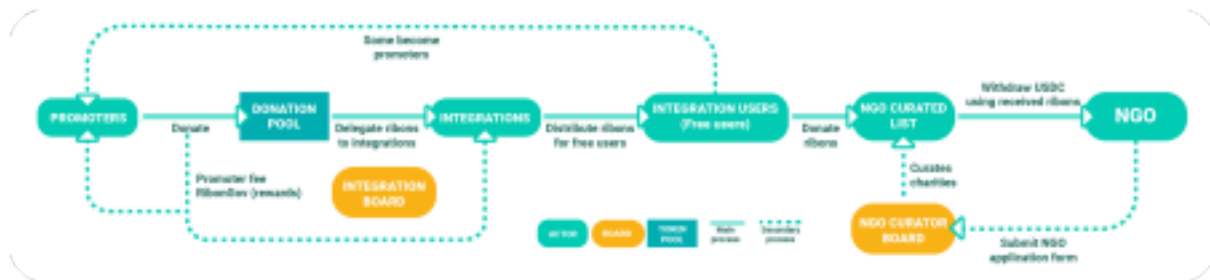 Some become
promoters
PROMOTERS
Donate
DONATION
POOL
Delegate ribons
to integrations
INTEGRATIONS
Distribute ribons
for free users
INTEGRATION USERS
(Free users)
Donate
ribons
NGO CURATED
LIST
Withdraw USDC
using received ribons
NGO
Promoter fee
RibonGov (rewards)
INTEGRATION
BOARD
Curates
charities
NGO CURATOR
BOARD
Submit NGO
application form
ACTOR
BOARD
TOKEN
POOL
Main
process
Secondary
process